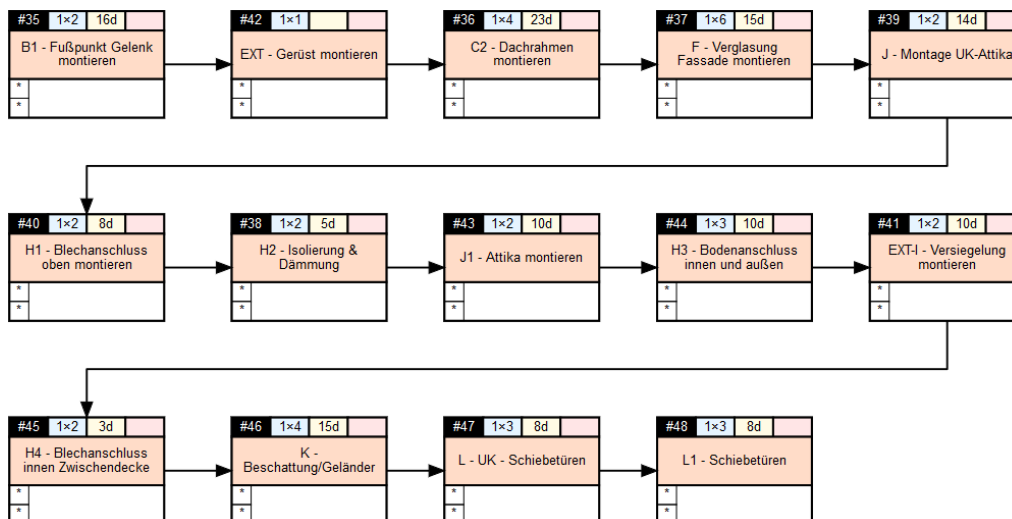 #35 1×2 16d
B1 - Fußpunkt Gelenk
montieren
*
*
#42 1×1
EXT - Gerüst montieren
*
*
#36 1×4 23d
C2 - Dachrahmen
montieren
*
*
#37 1×6 15d
F - Verglasung
Fassade montieren
*
*
#39 1×2 14d
J - Montage UK-Attika
*
*
#40 1×2 8d
H1 - Blechanschluss
oben montieren
*
*
#38 1×2 5d
H2 - Isolierung &
Dämmung
*
*
#43 1×2 10d
J1 - Attika montieren
*
*
#44 1×3 10d
H3 - Bodenanschluss
innen und außen
*
*
#41 1×2 10d
EXT-I - Versiegelung
montieren
*
*
#45 1×2 3d
H4 - Blechanschluss
innen Zwischendecke
*
*
#46 1×4 15d
K -
Beschattung/Geländer
*
*
#47 1×3 8d
L - UK - Schiebetüren
*
*
#48 1×3 8d
L1 - Schiebetüren
*
*